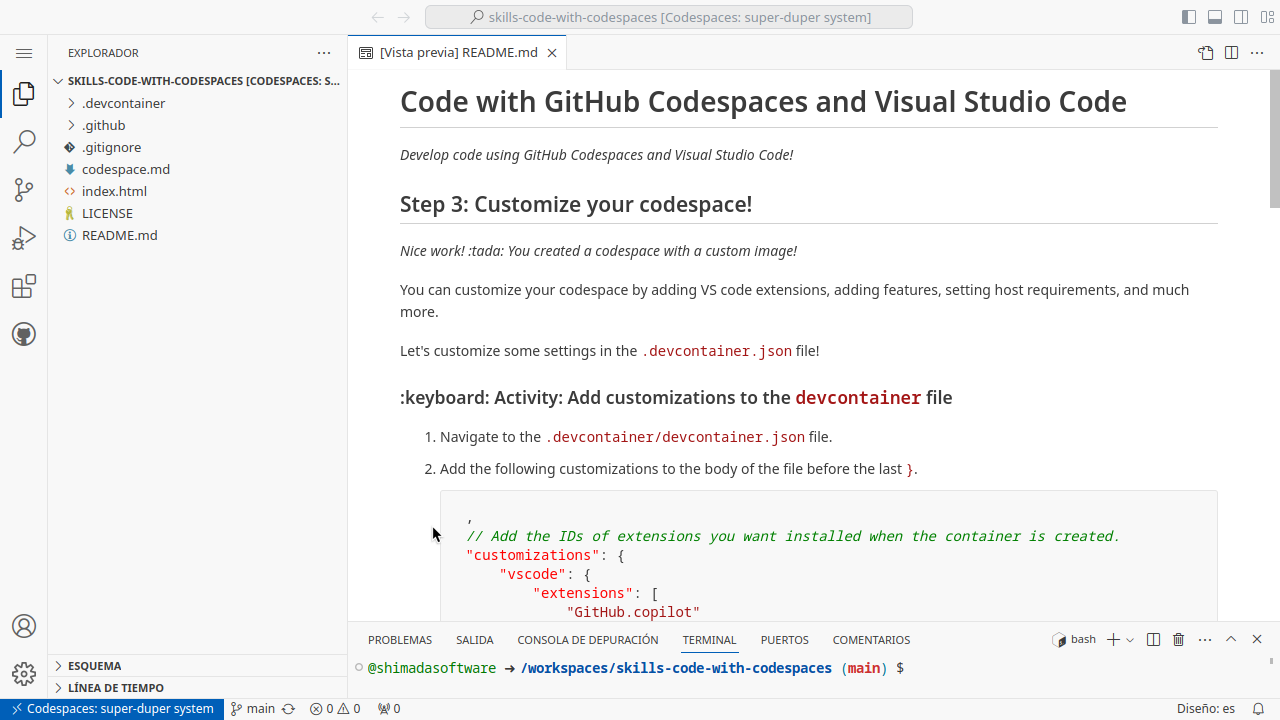 skills-code-with-codespaces [Codespaces: super-duper system]
EXPLORADOR
[Vista previa] README.md
SKILLS-CODE-WITH-CODESPACES [CODESPACES: S...
.devcontainer
.github
.gitignore
codespace.md
index.html
LICENSE
README.md
ESQUEMA
LÍNEA DE TIEMPO
Code with GitHub Codespaces and Visual Studio Code
Develop code using GitHub Codespaces and Visual Studio Code!
Step 3: Customize your codespace!
Nice work! :tada: You created a codespace with a custom image!
You can customize your codespace by adding VS code extensions, adding features, setting host requirements, and much
more.
Let's customize some settings in the .devcontainer.json file!
:keyboard: Activity: Add customizations to the devcontainer file
1. Navigate to the .devcontainer/devcontainer.json file.
2. Add the following customizations to the body of the file before the last }.
,
// Add the IDs of extensions you want installed when the container is created.
"customizations": {
"vscode": {
"extensions": [
"GitHub.copilot"
PROBLEMAS SALIDA CONSOLA DE DEPURACIÓN TERMINAL PUERTOS COMENTARIOS bash
@shimadasoftware ➜ /workspaces/skills-code-with-codespaces (main) $
Codespaces: super-duper system main 0 0 0 Diseño: es